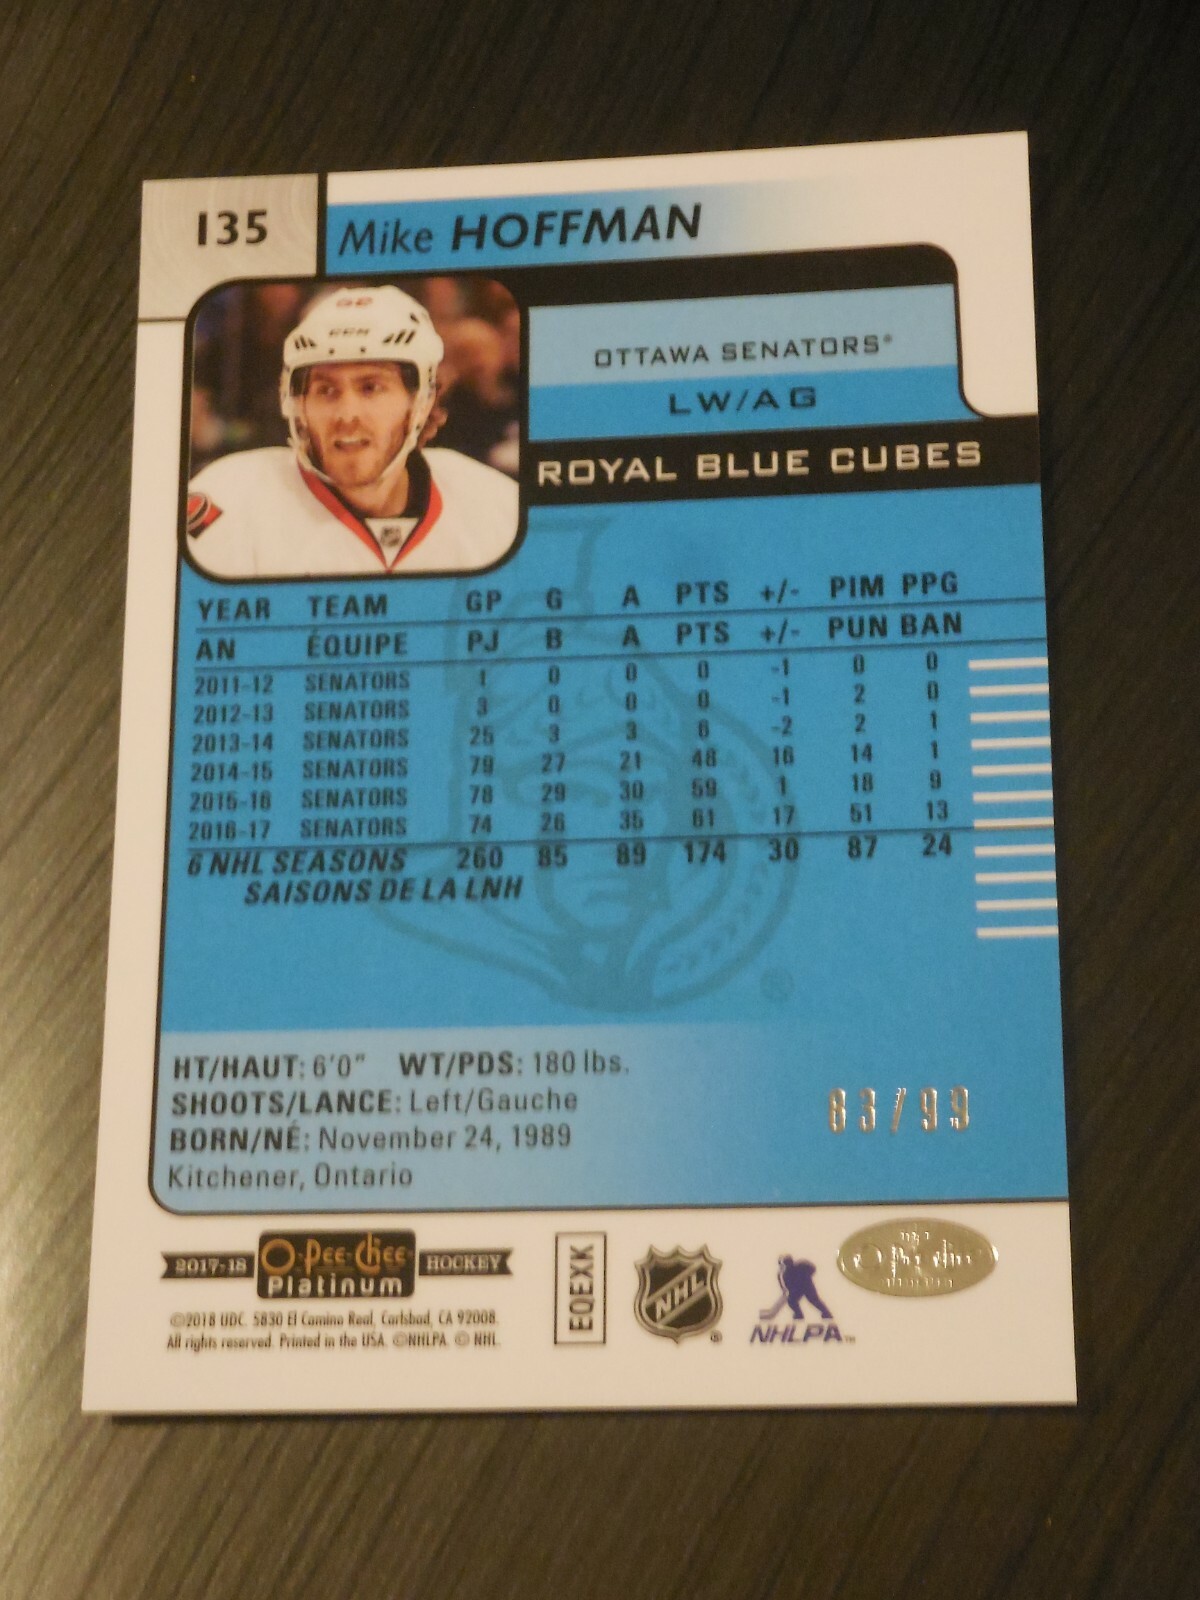 135
Mike HOFFMAN
CCM
OTTAWA SENATORS®
LW/AG
ROYAL BLUE CUBES
YEAR TEAM GP G A PTS +/- PIM PPG
AN ÉQUIPE PJ B A PTS +/- PUN BAN
2011-12 SENATORS 1 0 0 0 -1 0 0
2012-13 SENATORS 3 0 0 0 -1 2 0
2013-14 SENATORS 25 3 3 6 -2 2 1
2014-15 SENATORS 79 27 21 48 16 14 1
2015-16 SENATORS 78 29 30 59 1 18 9
2016-17 SENATORS 74 26 35 61 17 51 13
6 NHL SEASONS 260 85 89 174 30 87 24
SAISONS DE LA LNH
HT/HAUT: 6'0" WT/PDS: 180 lbs.
SHOOTS/LANCE: Left/Gauche
BORN/NÉ: November 24, 1989
Kitchener, Ontario
83/99
2017-18 O-Pee-Chee Platinum HOCKEY
©2018 UDC. 5830 El Camino Real, Carlsbad, CA 92008.
All rights reserved. Printed in the USA. ©NHLPA. © NHL.
EQEXK
NHL®
NHLPA™
O-Pee-Chee